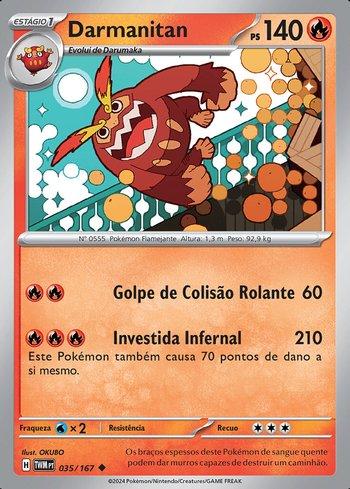 ESTÁGIO 1
Darmanitan
PS 140
Evolui de Darumaka
Nº 0555 Pokémon Flamejante Altura: 1,3 m Peso: 92,9 kg
Golpe de Colisão Rolante 60
Investida Infernal 210
Este Pokémon também causa 70 pontos de dano a
si mesmo.
Fraqueza ×2 Resistência Recuo
Ilust. OKUBO
H TWM PT 035/167
Os braços espessos deste Pokémon de sangue quente
podem dar murros capazes de destruir um caminhão.
©2024 Pokémon/Nintendo/Creatures/GAME FREAK